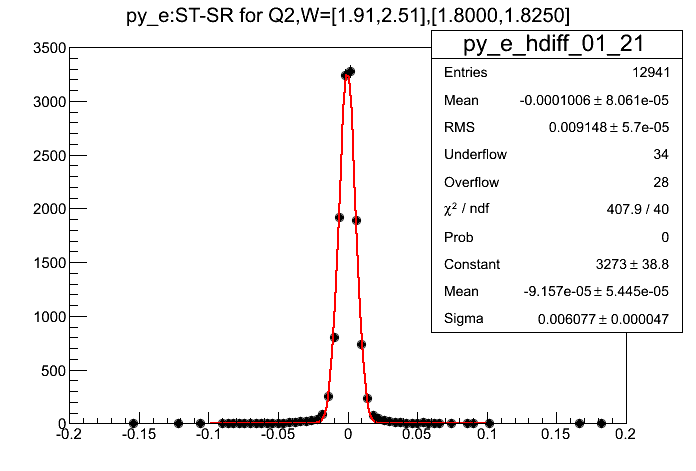 py_e:ST-SR for Q2,W=[1.91,2.51],[1.8000,1.8250]
py_e_hdiff_01_21
Entries 12941
Mean -0.0001006 ± 8.061e-05
RMS 0.009148 ± 5.7e-05
Underflow 34
Overflow 28
χ² / ndf 407.9 / 40
Prob 0
Constant 3273 ± 38.8
Mean -9.157e-05 ± 5.445e-05
Sigma 0.006077 ± 0.000047
3500
3000
2500
2000
1500
1000
500
0
-0.2 -0.15 -0.1 -0.05 0 0.05 0.1 0.15 0.2